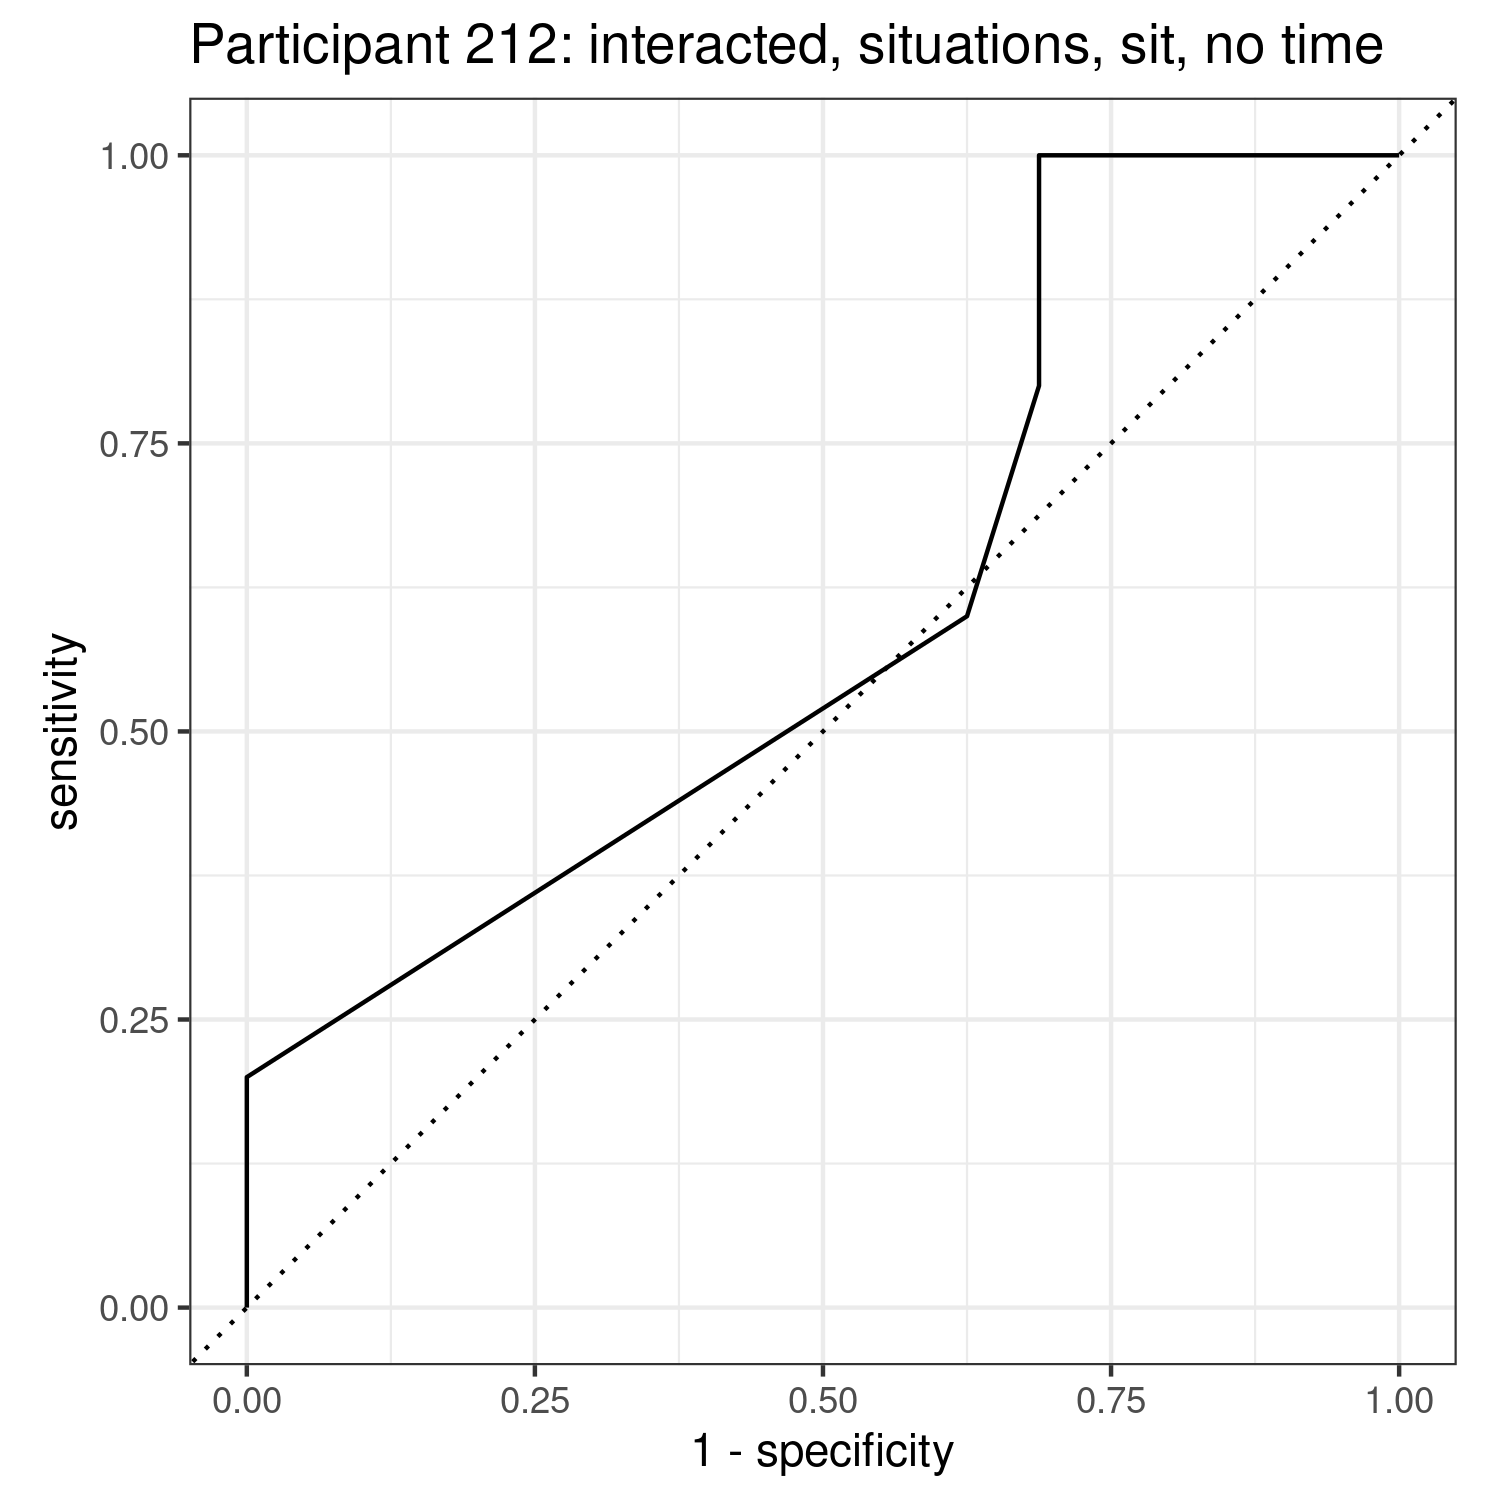 Participant 212: interacted, situations, sit, no time
1.00
0.75
0.50
0.25
0.00
sensitivity
0.00 0.25 0.50 0.75 1.00
1 - specificity